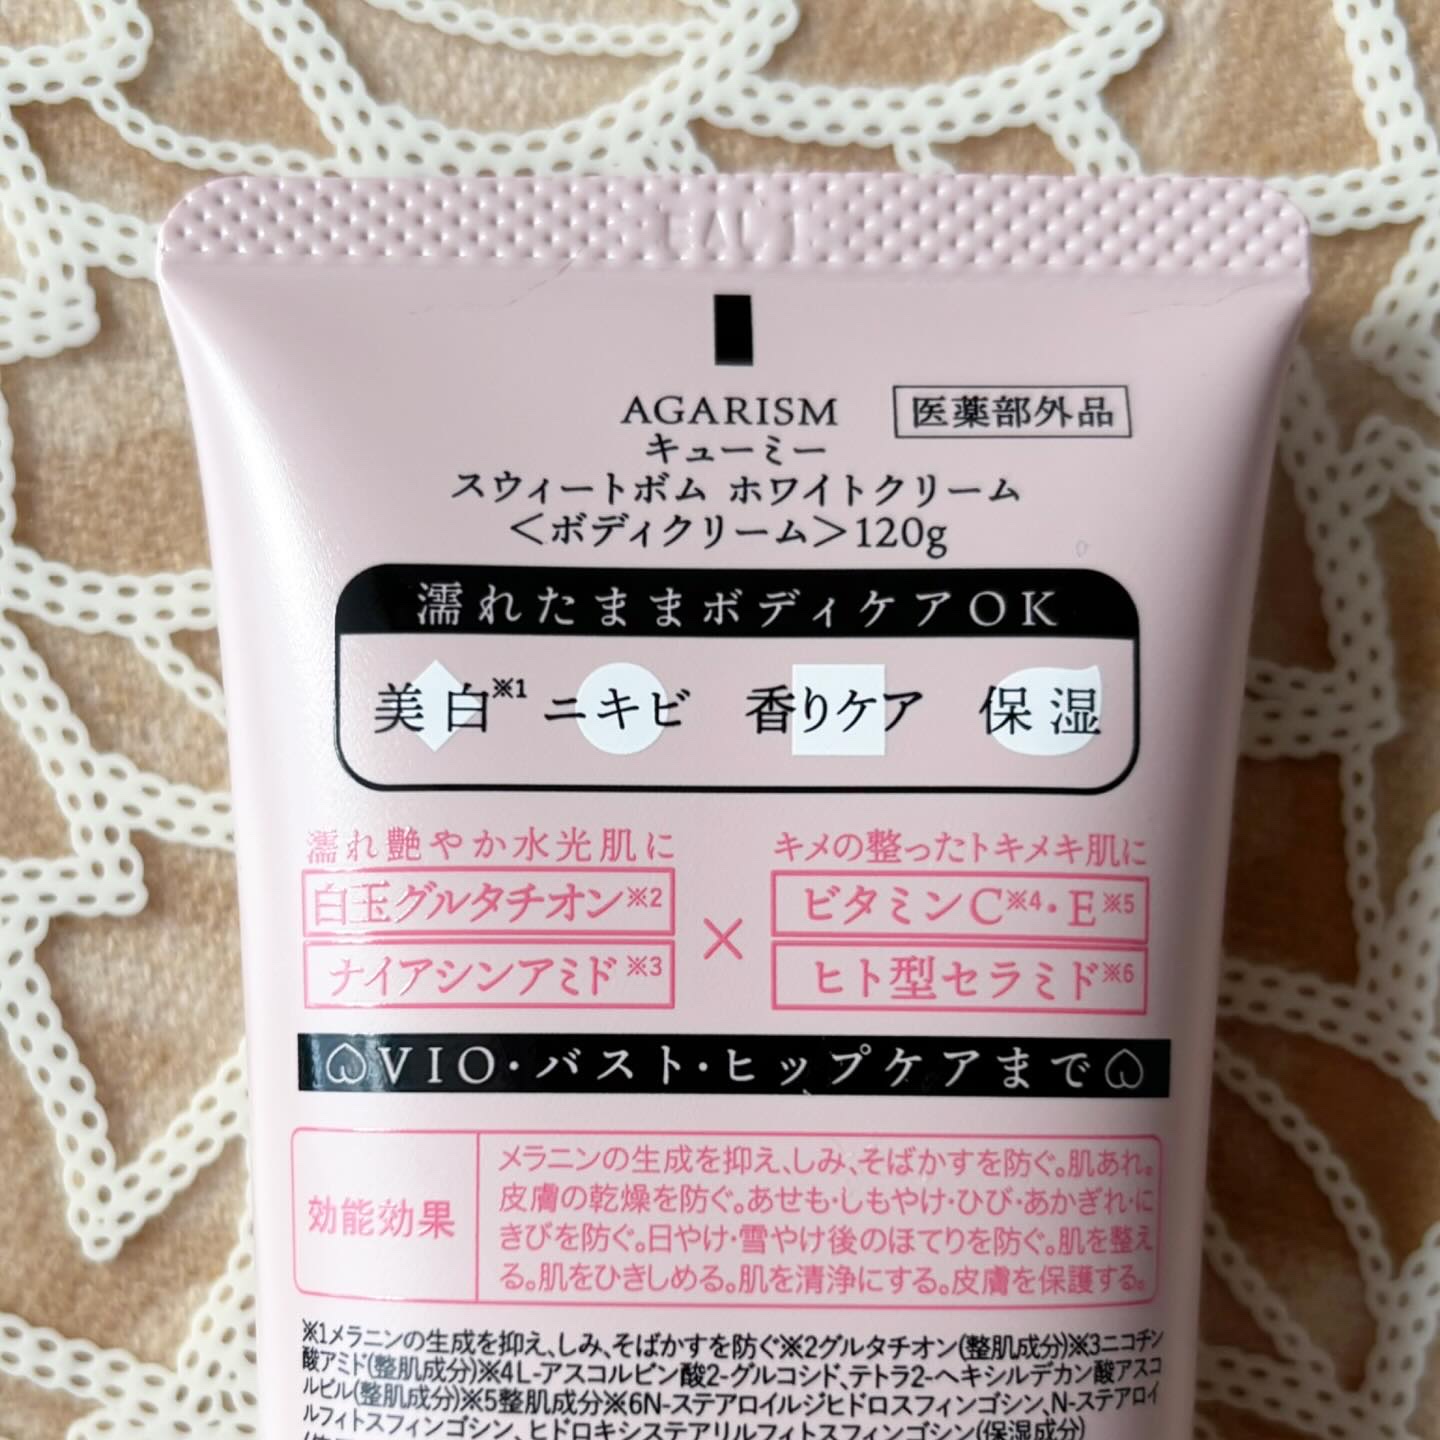 AGARISM
医薬部外品
キューミー
スウィートボム ホワイトクリーム
＜ボディクリーム＞120g
濡れたままボディケアOK
美白※1 ニキビ 香りケア 保湿
濡れ艶やか水光肌に
白玉グルタチオン※2
ナイアシンアミド※3
×
キメの整ったトキメキ肌に
ビタミンC※4・E※5
ヒト型セラミド※6
VIO・バスト・ヒップケアまで
効能効果
メラニンの生成を抑え、しみ、そばかすを防ぐ。肌あれ。
皮膚の乾燥を防ぐ。あせも・しもやけ・ひび・あかぎれ・に
きびを防ぐ。日やけ・雪やけ後のほてりを防ぐ。肌を整え
る。肌をひきしめる。肌を清浄にする。皮膚を保護する。
※1メラニンの生成を抑え、しみ、そばかすを防ぐ※2グルタチオン(整肌成分)※3ニコチン
酸アミド(整肌成分)※4L-アスコルビン酸2-グルコシド、テトラ2-ヘキシルデカン酸アスコ
ルビル(整肌成分)※5整肌成分※6N-ステアロイルジヒドロスフィンゴシン、N-ステアロイ
ルフィトスフィンゴシン、ヒドロキシステアリルフィトスフィンゴシン(保湿成分)